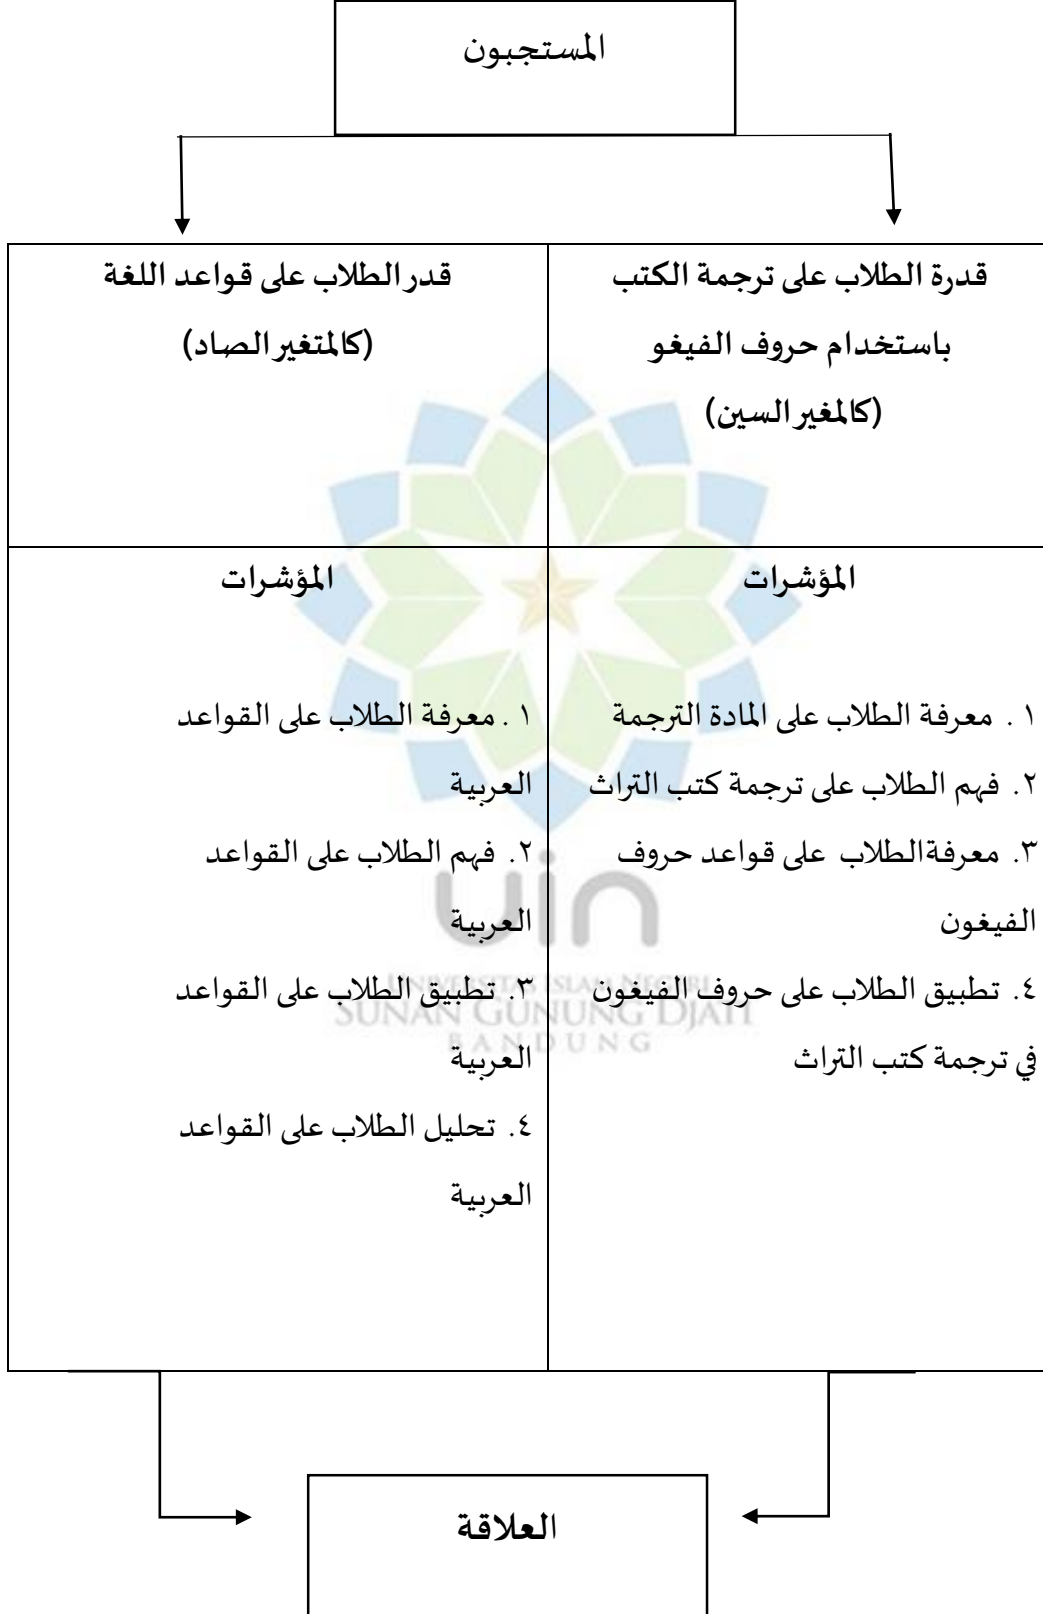 المستجبون
قدرة الطلاب على ترجمة الكتب
باستخدام حروف الفيغو
(كالمغير السين)
قدر الطلاب على قواعد اللغة
(كالمتغير الصاد)
المؤشرات
١. معرفة الطلاب على المادة الترجمة
٢. فهم الطلاب على ترجمة كتب التراث
٣. معرفةالطلاب على قواعد حروف
الفيغون
٤. تطبيق الطلاب على حروف الفيغون
في ترجمة كتب التراث
المؤشرات
١. معرفة الطلاب على القواعد
العربية
٢. فهم الطلاب على القواعد
العربية
٣. تطبيق الطلاب على القواعد
العربية
٤. تحليل الطلاب على القواعد
العربية
uin
UNIVERSITAS ISLAM NEGERI
SUNAN GUNUNG DJATI
BANDUNG
العلاقة